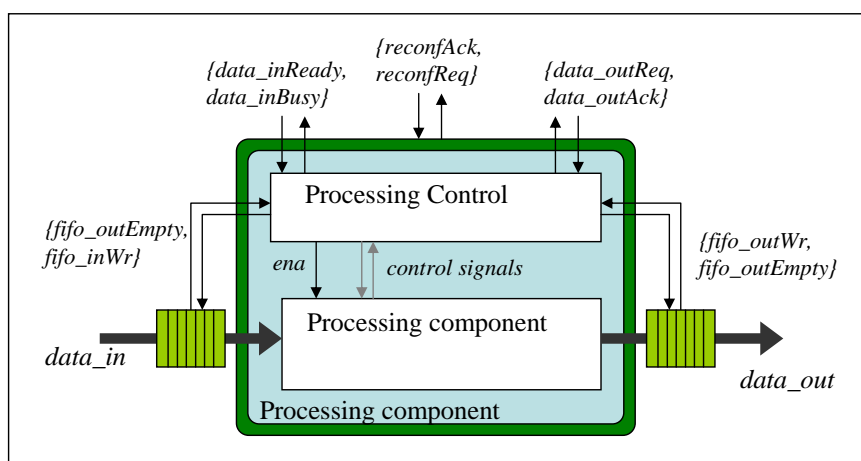 {reconfAck,
reconfReq}
{data_inReady,
data_inBusy}
{data_outReq,
data_outAck}
Processing Control
{fifo_outEmpty,
fifo_inWr}
{fifo_outWr,
fifo_outEmpty}
ena
control signals
Processing component
data_in
data_out
Processing component